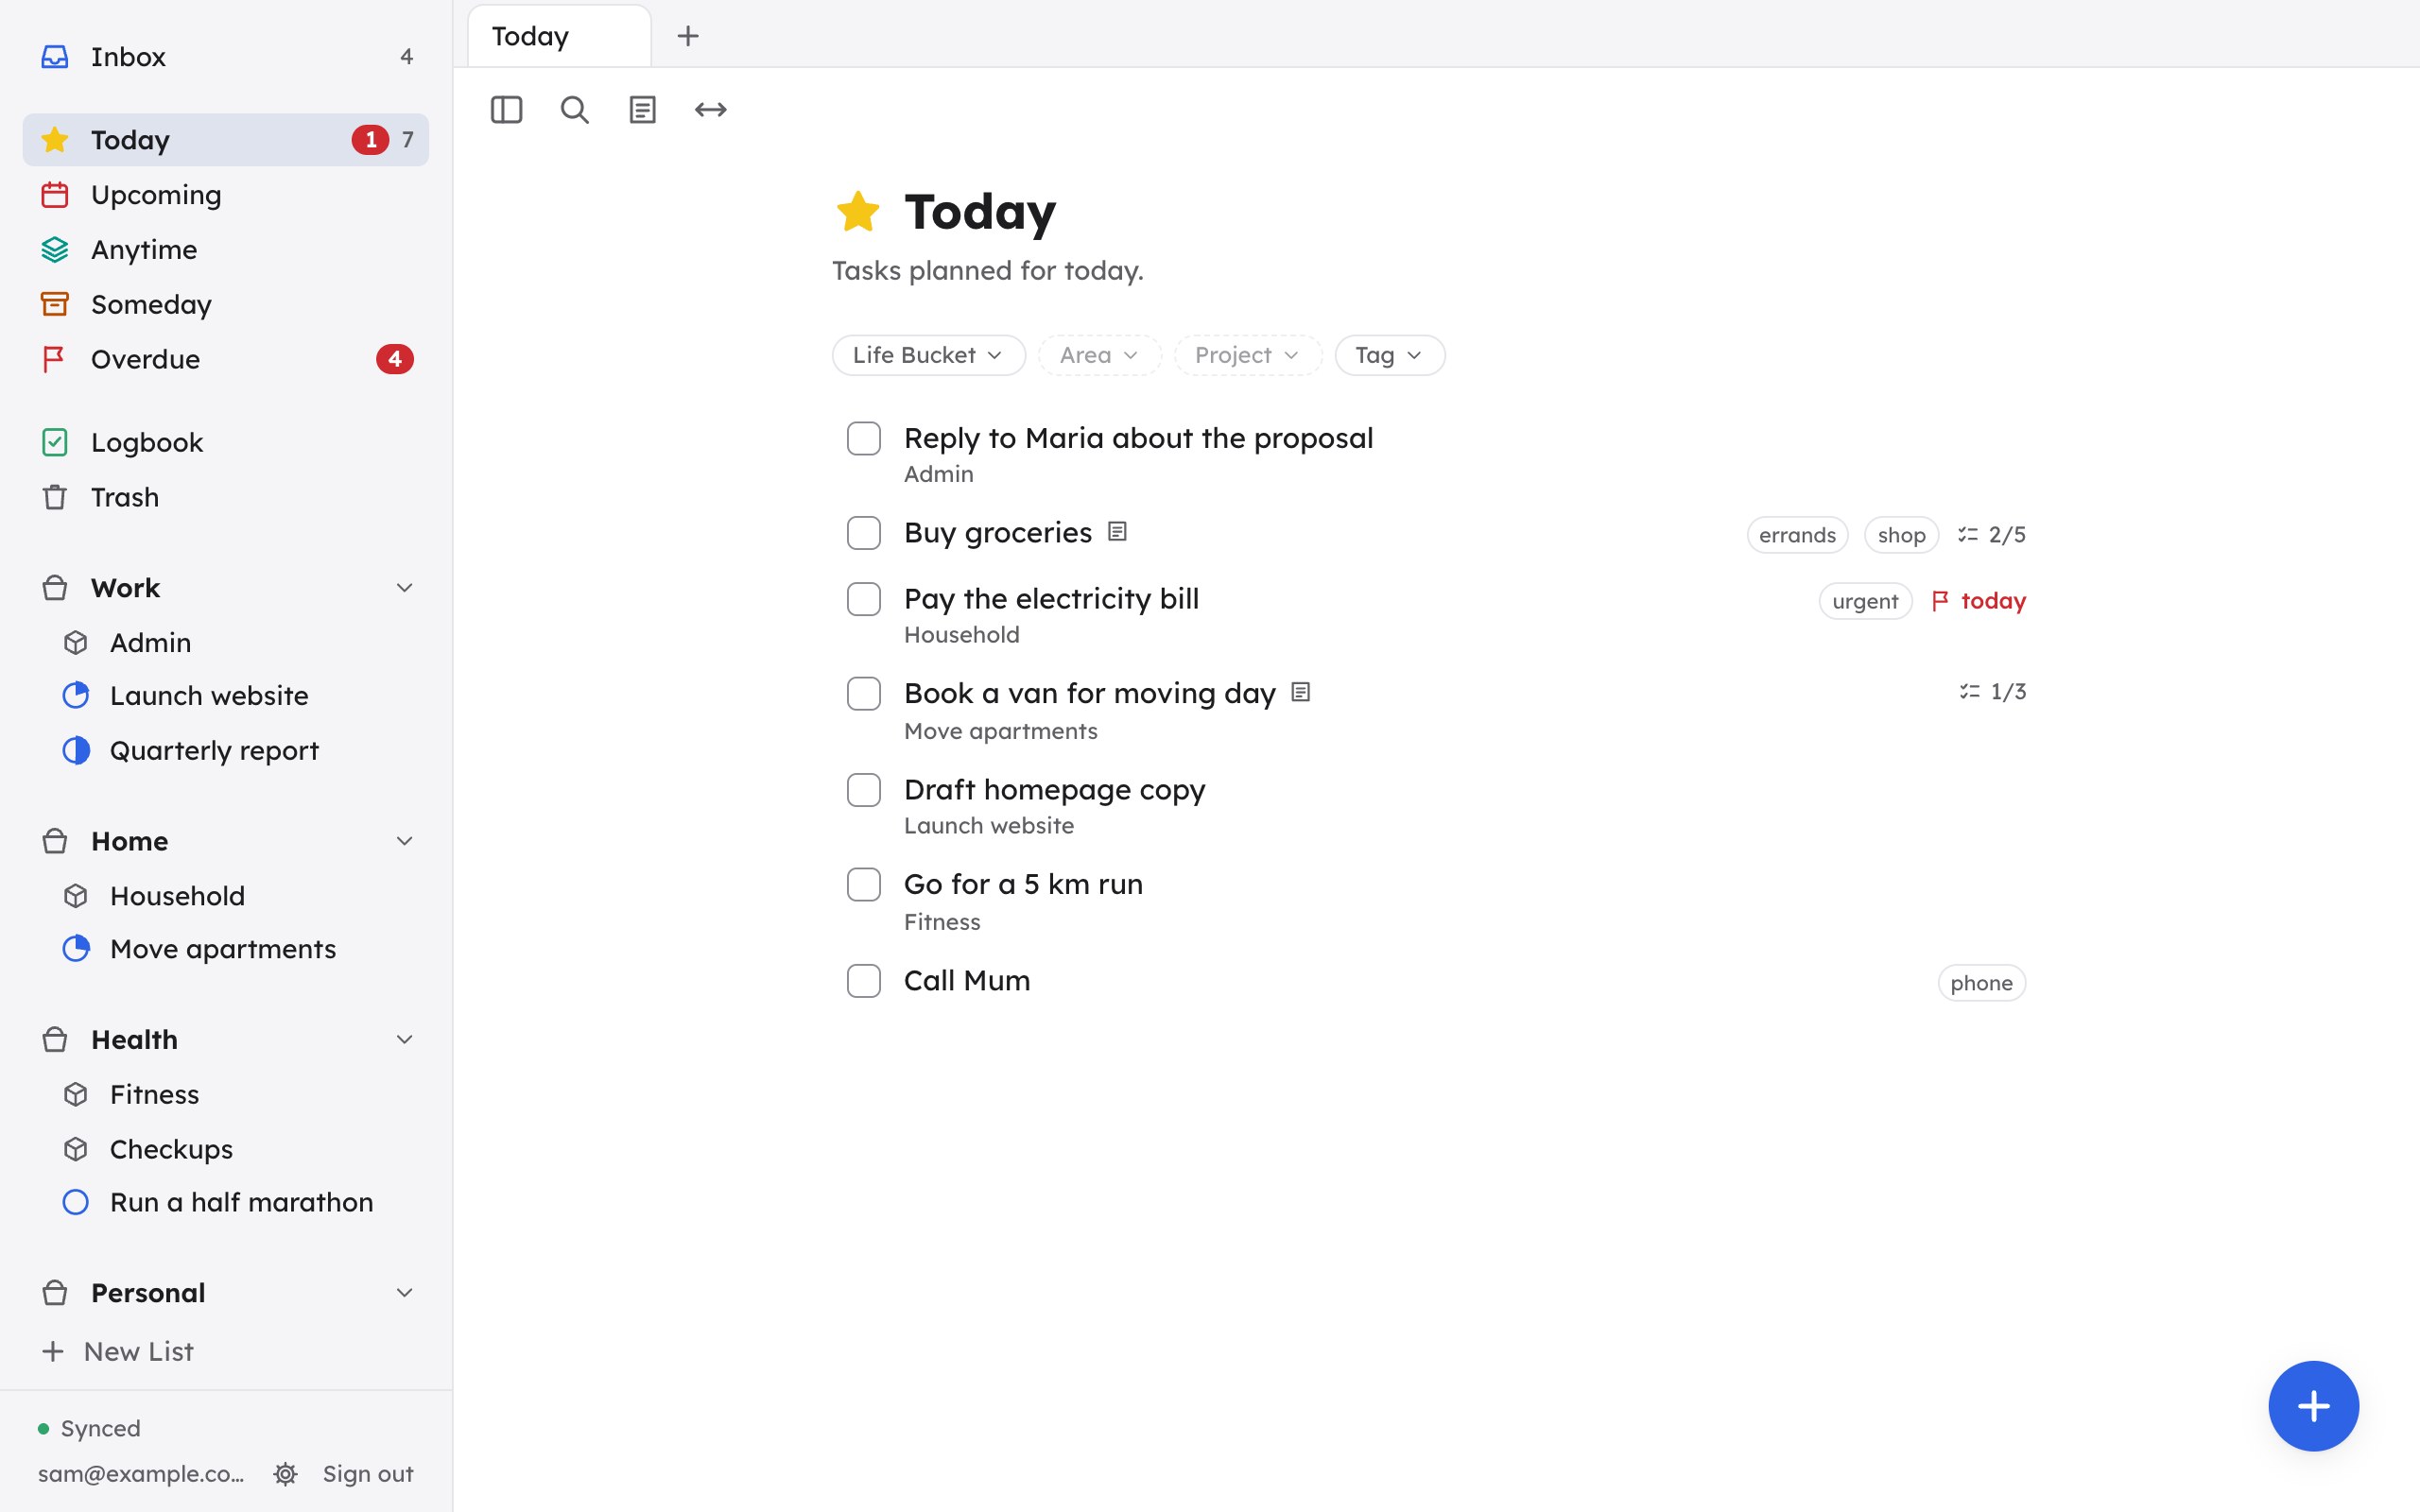 Inbox 4
Today 1 7
Upcoming
Anytime
Someday
Overdue 4
Logbook
Trash
Work
Admin
Launch website
Quarterly report
Home
Household
Move apartments
Health
Fitness
Checkups
Run a half marathon
Personal
New List
Synced
sam@example.co... Sign out
Today
Today
Tasks planned for today.
Life Bucket Area Project Tag
Reply to Maria about the proposal
Admin
Buy groceries errands shop 2/5
Pay the electricity bill urgent today
Household
Book a van for moving day 1/3
Move apartments
Draft homepage copy
Launch website
Go for a 5 km run
Fitness
Call Mum phone